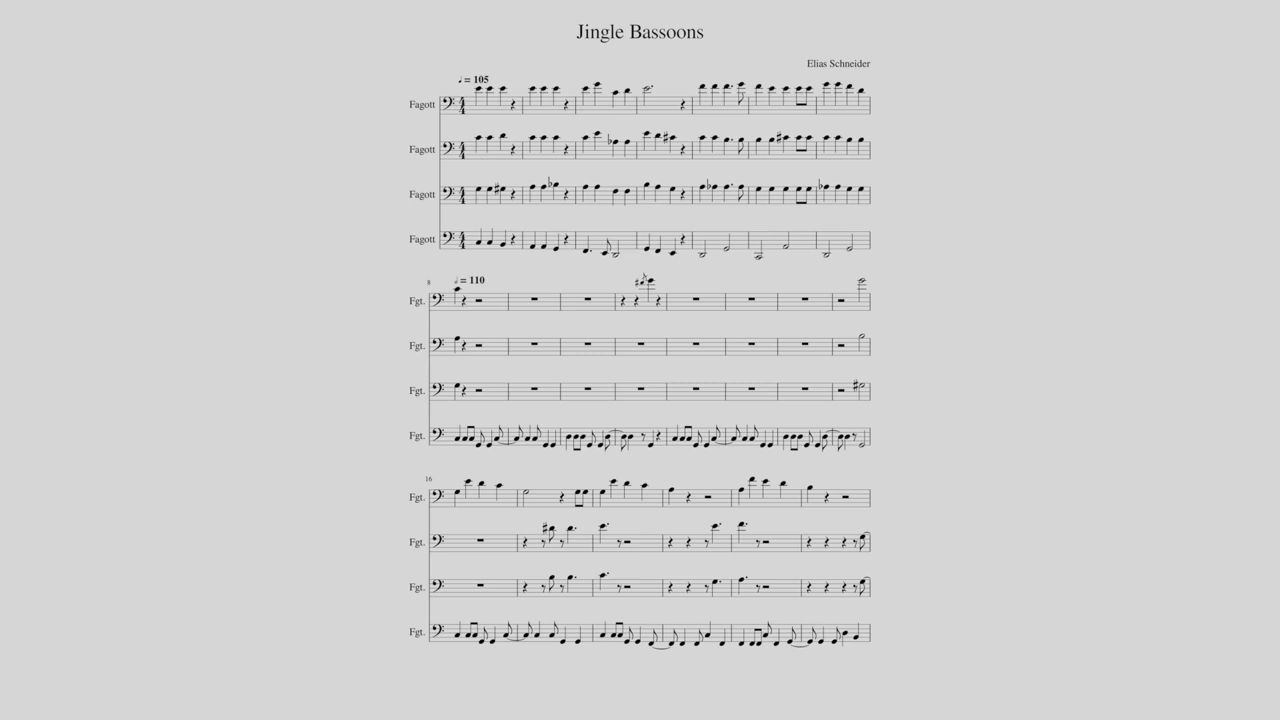 Jingle Bassoons
Elias Schneider
♩ = 105
Fagott
Fagott
Fagott
Fagott
8
𝅗𝅥 = 110
Fgt.
Fgt.
Fgt.
Fgt.
16
Fgt.
Fgt.
Fgt.
Fgt.